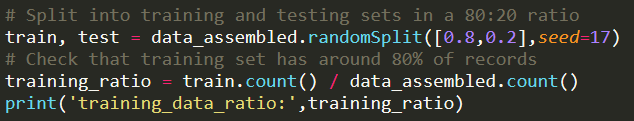 # Split into training and testing sets in a 80:20 ratio
train, test = data_assembled.randomSplit([0.8,0.2],seed=17)
# Check that training set has around 80% of records
training_ratio = train.count() / data_assembled.count()
print('training_data_ratio:',training_ratio)